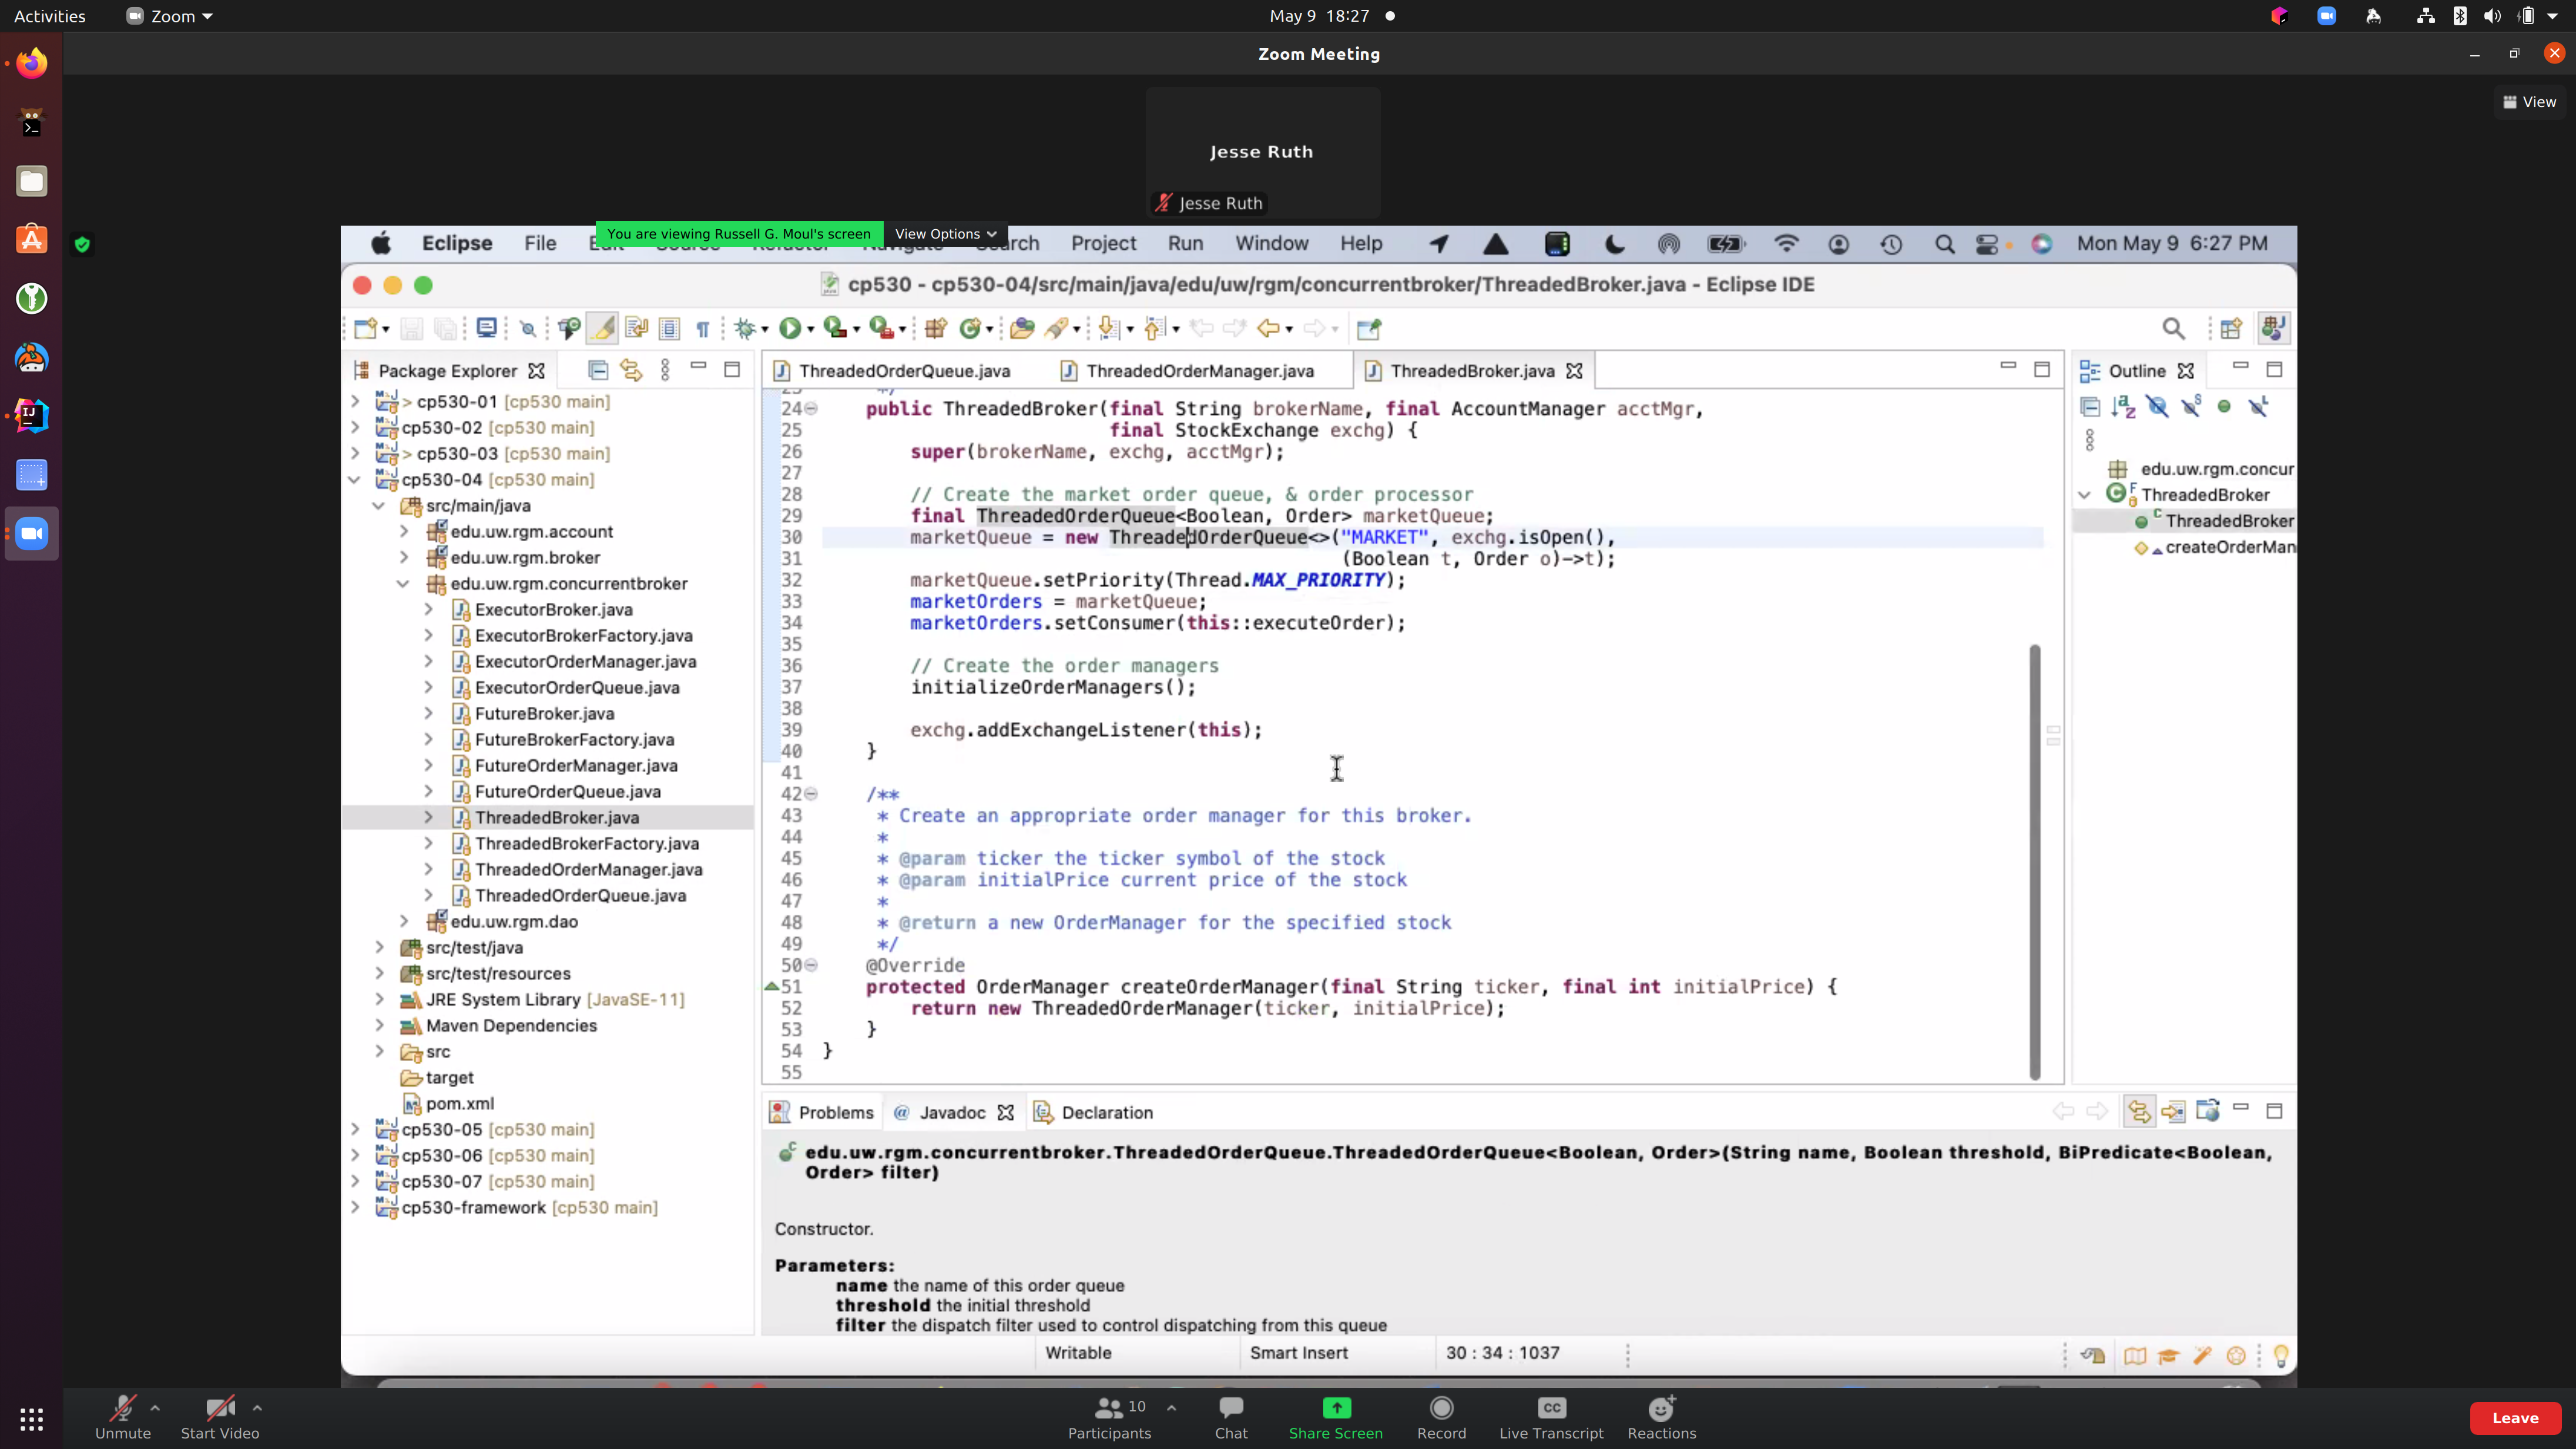 Activities
Zoom
May 9 18:27
Zoom Meeting
View
Jesse Ruth
Jesse Ruth
You are viewing Russell G. Moul's screen
View Options
Eclipse File Project Run Window Help
Mon May 9 6:27 PM
cp530 - cp530-04/src/main/java/edu/uw/rgm/concurrentbroker/ThreadedBroker.java - Eclipse IDE
Package Explorer
> cp530-01 [cp530 main]
cp530-02 [cp530 main]
> cp530-03 [cp530 main]
cp530-04 [cp530 main]
src/main/java
edu.uw.rgm.account
edu.uw.rgm.broker
edu.uw.rgm.concurrentbroker
ExecutorBroker.java
ExecutorBrokerFactory.java
ExecutorOrderManager.java
ExecutorOrderQueue.java
FutureBroker.java
FutureBrokerFactory.java
FutureOrderManager.java
FutureOrderQueue.java
ThreadedBroker.java
ThreadedBrokerFactory.java
ThreadedOrderManager.java
ThreadedOrderQueue.java
edu.uw.rgm.dao
src/test/java
src/test/resources
JRE System Library [JavaSE-11]
Maven Dependencies
src
target
pom.xml
cp530-05 [cp530 main]
cp530-06 [cp530 main]
cp530-07 [cp530 main]
cp530-framework [cp530 main]
ThreadedOrderQueue.java
ThreadedOrderManager.java
ThreadedBroker.java
24 public ThreadedBroker(final String brokerName, final AccountManager acctMgr,
25 final StockExchange exchg) {
26 super(brokerName, exchg, acctMgr);
27
28 // Create the market order queue, & order processor
29 final ThreadedOrderQueue<Boolean, Order> marketQueue;
30 marketQueue = new ThreadedOrderQueue<>("MARKET", exchg.isOpen(),
31 (Boolean t, Order o)->t);
32 marketQueue.setPriority(Thread.MAX_PRIORITY);
33 marketOrders = marketQueue;
34 marketOrders.setConsumer(this::executeOrder);
35
36 // Create the order managers
37 initializeOrderManagers();
38
39 exchg.addExchangeListener(this);
40 }
41
42 /**
43 * Create an appropriate order manager for this broker.
44 *
45 * @param ticker the ticker symbol of the stock
46 * @param initialPrice current price of the stock
47 *
48 * @return a new OrderManager for the specified stock
49 */
50 @Override
51 protected OrderManager createOrderManager(final String ticker, final int initialPrice) {
52 return new ThreadedOrderManager(ticker, initialPrice);
53 }
54 }
55
Outline
edu.uw.rgm.concur
ThreadedBroker
ThreadedBroker
createOrderMan
Problems
@ Javadoc
Declaration
edu.uw.rgm.concurrentbroker.ThreadedOrderQueue.ThreadedOrderQueue<Boolean, Order>(String name, Boolean threshold, BiPredicate<Boolean,
Order> filter)
Constructor.
Parameters:
name the name of this order queue
threshold the initial threshold
filter the dispatch filter used to control dispatching from this queue
Writable
Smart Insert
30 : 34 : 1037
Unmute
Start Video
10
Participants
Chat
Share Screen
Record
CC
Live Transcript
Reactions
Leave